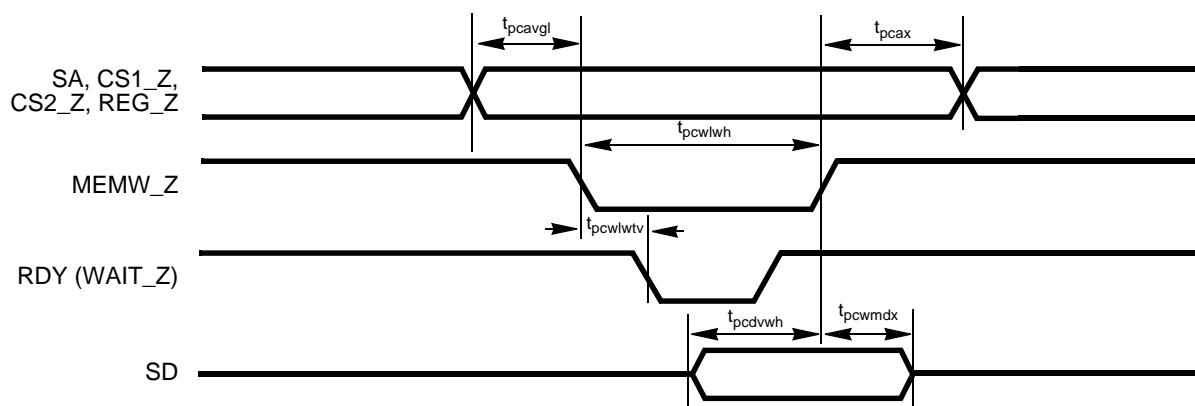 t_pcavgl
t_pcax
SA, CS1_Z,
CS2_Z, REG_Z
t_pcwlwh
MEMW_Z
t_pcwlwtv
RDY (WAIT_Z)
t_pcdvwh
t_pcwmdx
SD